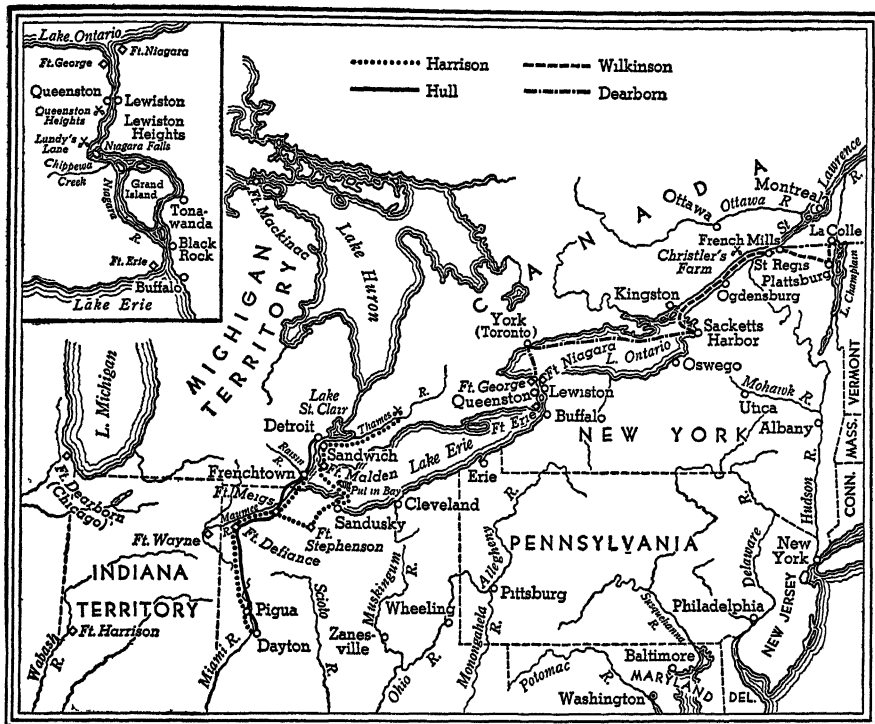 Lake Ontario
Ft. Niagara
Ft. George
Queenston
Lewiston
Queenston Heights
Lewiston Heights
Lundy's Lane
Niagara Falls
Chippewa Creek
Grand Island
Niagara R.
Tona-
wanda
Black Rock
Ft. Erie
Buffalo
Lake Erie
Harrison
Hull
Wilkinson
Dearborn
CANADA
Ft. Mackinac
Lake Huron
MICHIGAN TERRITORY
L. Michigan
Ottawa
Ottawa R
Montreal
St Lawrence R.
La Colle
French Mills
Christler's Farm
St Regis
Plattsburg
L. Champlain
Ogdensburg
Kingston
York (Toronto)
Sacketts Harbor
Ft Niagara
L. Ontario
Oswego
Ft. George
Queenston
Lewiston
Ft Erie
Buffalo
Mohawk R.
Utica
Albany
NEW YORK
VERMONT
MASS.
CONN.
Hudson R.
Lake St. Clair
Thames R.
Detroit
Sandwich
Raisin R.
Ft. Malden
Lake Erie
Frenchtown
Put in Bay
Ft. Meigs
Maumee R.
Erie
Cleveland
Sandusky
Ft. Dearborn (Chicago)
Ft. Wayne
Ft. Defiance
Ft. Stephenson
INDIANA TERRITORY
Ft. Harrison
Wabash R.
Pigua
Dayton
Miami R.
Scioto R.
Muskingum R.
Zanes-
ville
Wheeling
Ohio R.
Allegheny R.
Pittsburg
Monongahela R.
PENNSYLVANIA
Susquehanna R.
Delaware R.
New York
Philadelphia
NEW JERSEY
Baltimore
MARYLAND
DEL.
Potomac R.
Washington